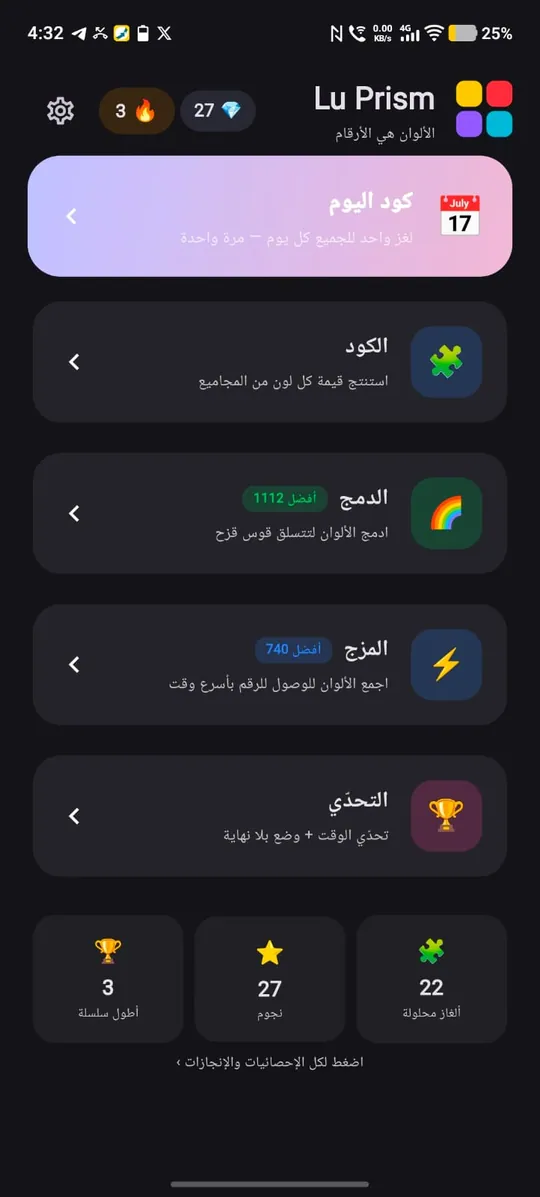 4:32
0.00 KB/s 4G 25%
Lu Prism
الألوان هي الأرقام
27
3
July 17
كود اليوم
لغز واحد للجميع كل يوم — مرة واحدة
الكود
استنتج قيمة كل لون من المجاميع
الدمج أفضل 1112
ادمج الألوان لتتسلق قوس قزح
المزج أفضل 740
اجمع الألوان للوصول للرقم بأسرع وقت
التحدّي
تحدّي الوقت + وضع بلا نهاية
22
ألغاز محلولة
27
نجوم
3
أطول سلسلة
اضغط لكل الإحصائيات والإنجازات ›